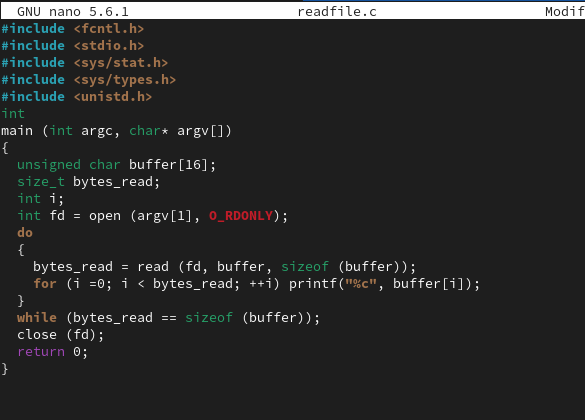 GNU nano 5.6.1 readfile.c Modif
#include <fcntl.h>
#include <stdio.h>
#include <sys/stat.h>
#include <sys/types.h>
#include <unistd.h>
int
main (int argc, char* argv[])
{
  unsigned char buffer[16];
  size_t bytes_read;
  int i;
  int fd = open (argv[1], O_RDONLY);
  do
  {
    bytes_read = read (fd, buffer, sizeof (buffer));
    for (i =0; i < bytes_read; ++i) printf("%c", buffer[i]);
  }
  while (bytes_read == sizeof (buffer));
  close (fd);
  return 0;
}